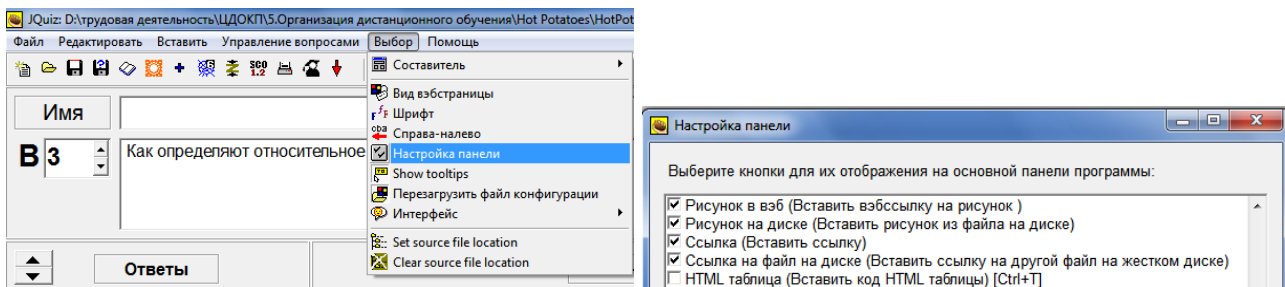 JQuiz: D:\трудовая деятельность\ЦДОКП\5.Организация дистанционного обучения\Hot Potatoes\HotPot
Файл Редактировать Вставить Управление вопросами Выбор Помощь
SCO 1.2
Составитель
Вид вэбстраницы
Шрифт
Справа-налево
Настройка панели
Show tooltips
Перезагрузить файл конфигурации
Интерфейс
Set source file location
Clear source file location
Имя
В 3
Как определяют относительное
Ответы
Настройка панели
Выберите кнопки для их отображения на основной панели программы:
Рисунок в вэб (Вставить вэбссылку на рисунок )
Рисунок на диске (Вставить рисунок из файла на диске)
Ссылка (Вставить ссылку)
Ссылка на файл на диске (Вставить ссылку на другой файл на жестком диске)
HTML таблица (Вставить код HTML таблицы) [Ctrl+T]